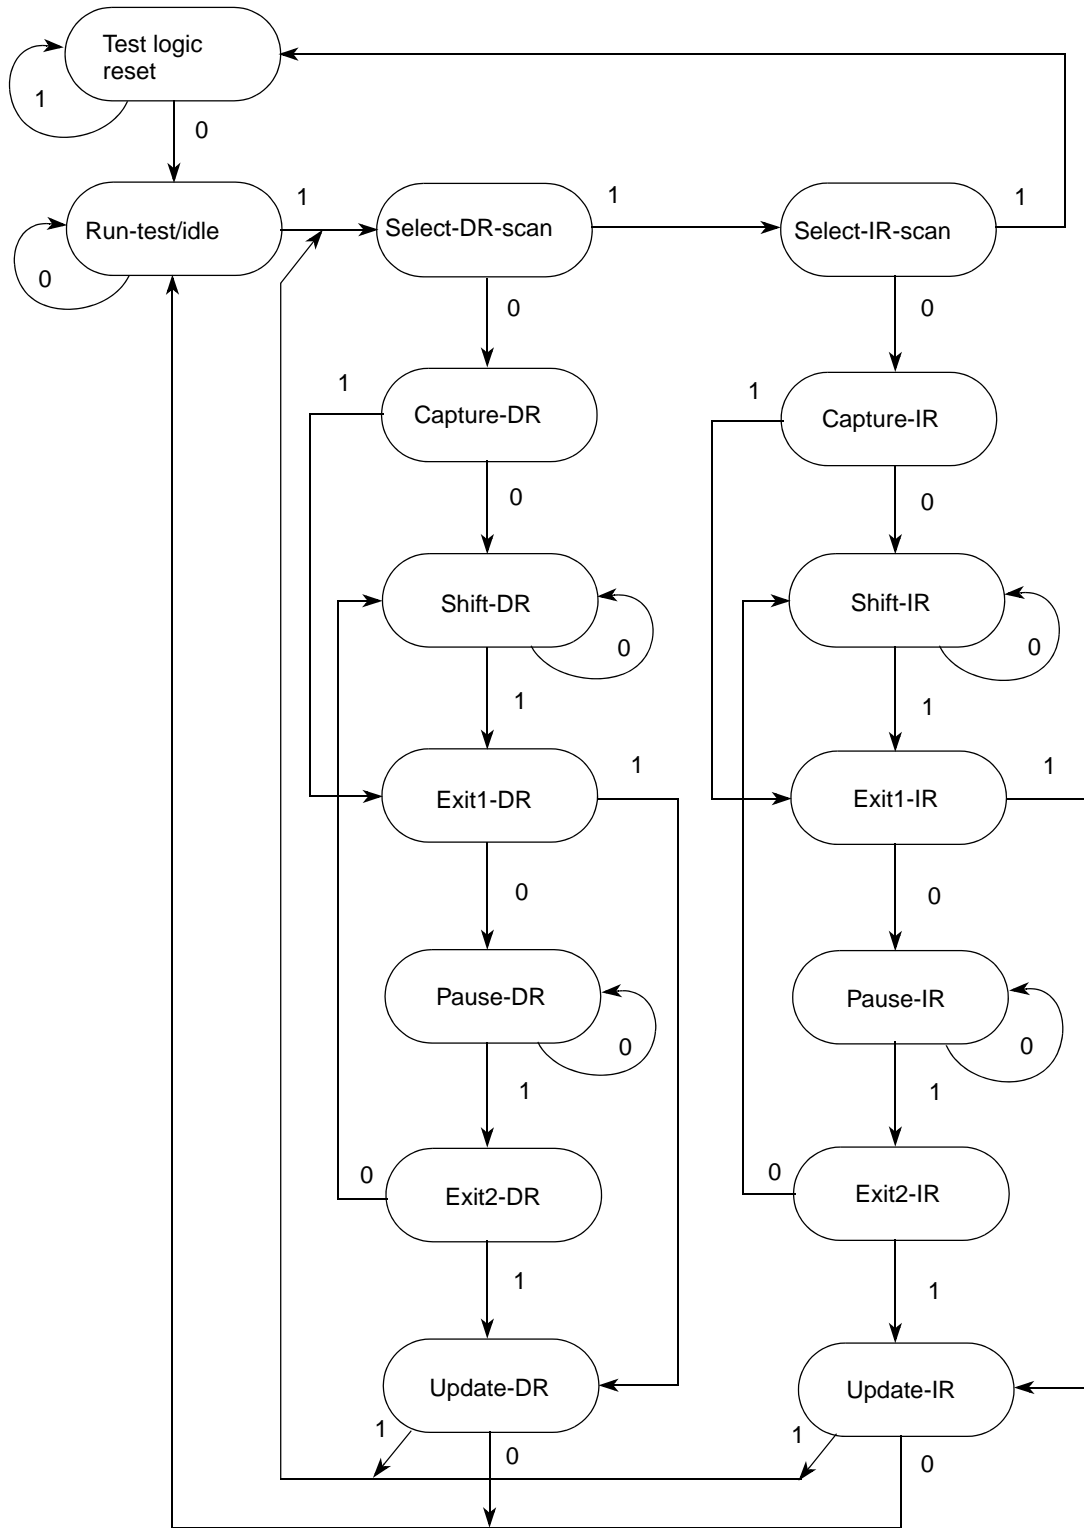 Test logic
reset
1
0
Run-test/idle
1
Select-DR-scan
1
Select-IR-scan
1
0
0
0
1
Capture-DR
1
Capture-IR
0
0
Shift-DR
0
Shift-IR
0
1
1
Exit1-DR
1
Exit1-IR
1
0
0
Pause-DR
0
Pause-IR
0
1
1
0
Exit2-DR
0
Exit2-IR
1
1
Update-DR
Update-IR
1
0
1
0